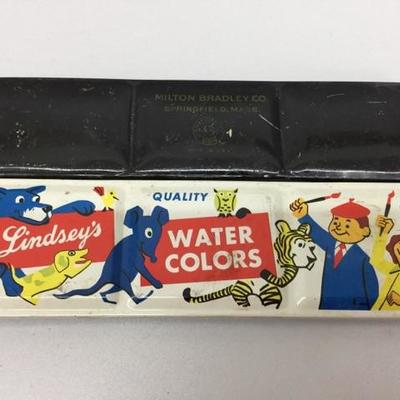 MILTON BRADLEY CO.
SPRINGFIELD, MASS.
Lindsey's
QUALITY
WATER
COLORS